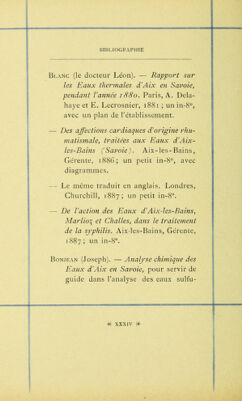 BIBLIOGRAPHIE
BLANC (le docteur Léon). — Rapport sur
les Eaux thermales d'Aix en Savoie,
pendant l'année 1880. Paris, A. Dela-
haye et E. Lecrosnier, 1881 ; un in-8°,
avec un plan de l'établissement.
— Des affections cardiaques d'origine rhu-
matismale, traitées aux Eaux d'Aix-
les-Bains (Savoie). Aix-les-Bains,
Gérente, 1886; un petit in-8°, avec
diagrammes.
— Le même traduit en anglais. Londres,
Churchill, 1887 ; un petit in-8°.
— De l'action des Eaux d'Aix-les-Bains,
Marlioz et Challes, dans le traitement
de la syphilis. Aix-les-Bains, Gérente,
1887 ; un in-8°.
BONJEAN (Joseph). — Analyse chimique des
Eaux d'Aix en Savoie, pour servir de
guide dans l'analyse des eaux sulfu-
XXXIV